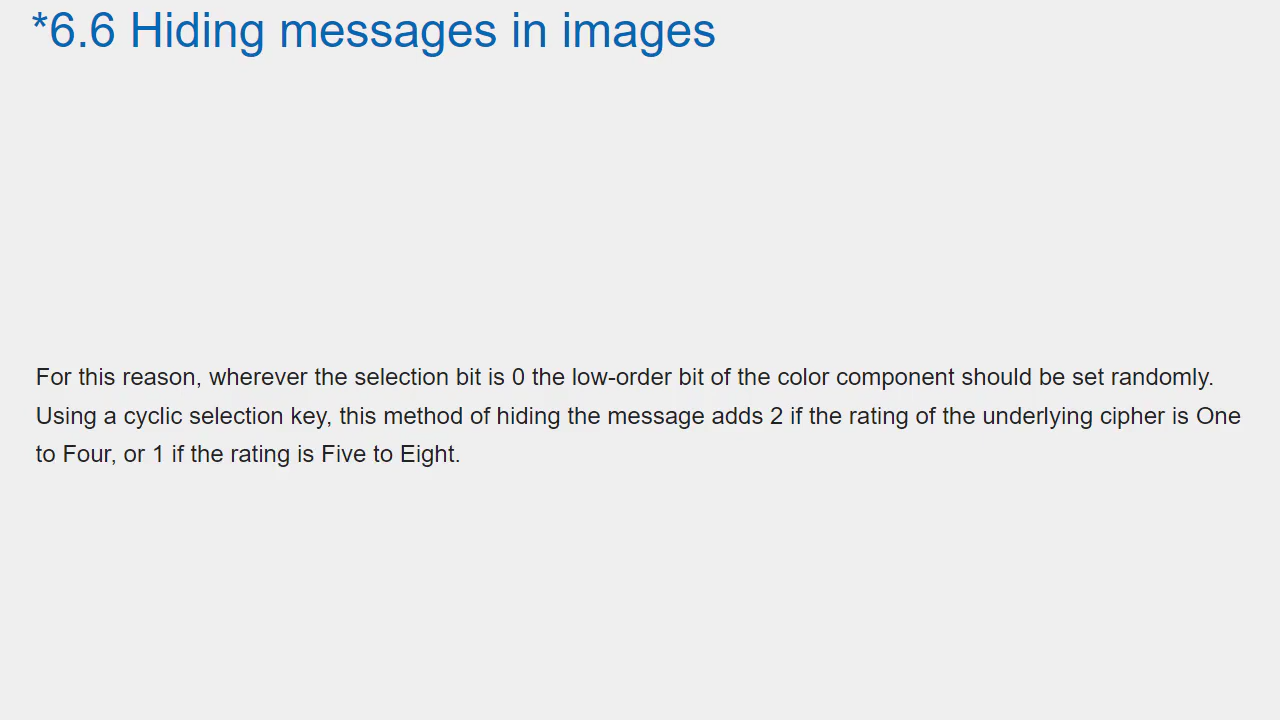 *6.6 Hiding messages in images
For this reason, wherever the selection bit is 0 the low-order bit of the color component should be set randomly.
Using a cyclic selection key, this method of hiding the message adds 2 if the rating of the underlying cipher is One
to Four, or 1 if the rating is Five to Eight.